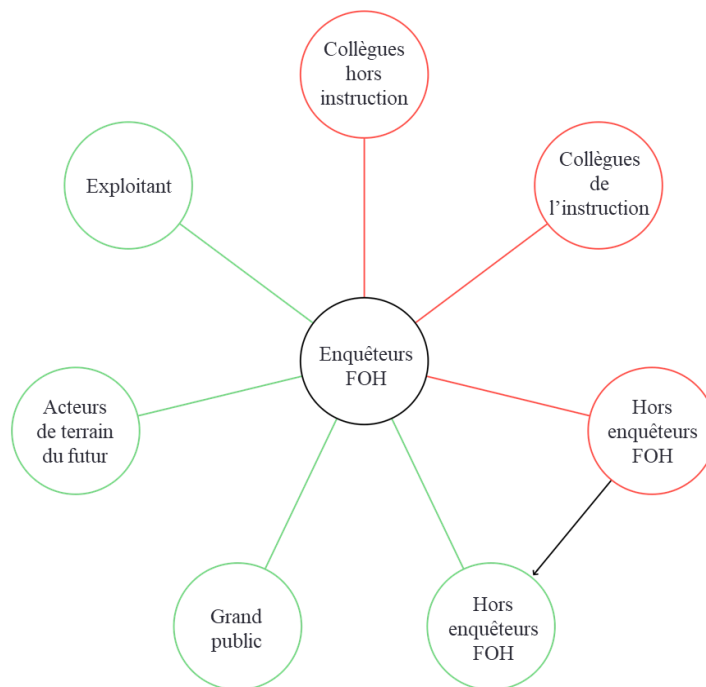 Collègues
hors
instruction
Exploitant
Collègues
de
l’instruction
Enquêteurs
FOH
Acteurs
de terrain
du futur
Hors
enquêteurs
FOH
Grand
public
Hors
enquêteurs
FOH